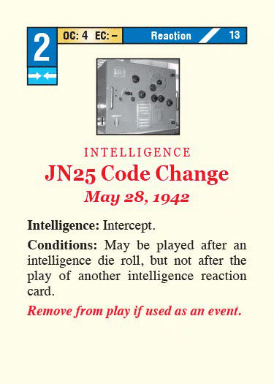 2
OC: 4 EC: –
Reaction
13
INTELLIGENCE
JN25 Code Change
May 28, 1942
Intelligence: Intercept.
Conditions: May be played after an
intelligence die roll, but not after the
play of another intelligence reaction
card.
Remove from play if used as an event.